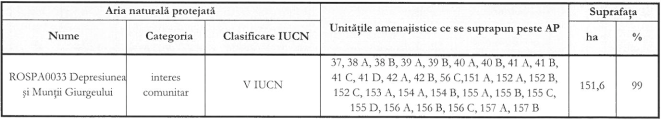 Aria naturală protejată
Unitățile amenajistice ce se suprapun peste AP
Suprafața
Nume
Categoria
Clasificare IUCN
ha
%
ROSPA0033 Depresiunea
și Munții Giurgeului
interes
comunitar
V IUCN
37, 38 A, 38 B, 39 A, 39 B, 40 A, 40 B, 41 A, 41 B,
41 C, 41 D, 42 A, 42 B, 56 C,151 A, 152 A, 152 B,
152 C, 153 A, 154 A, 154 B, 155 A, 155 B, 155 C,
155 D, 156 A, 156 B, 156 C, 157 A, 157 B
151,6
99